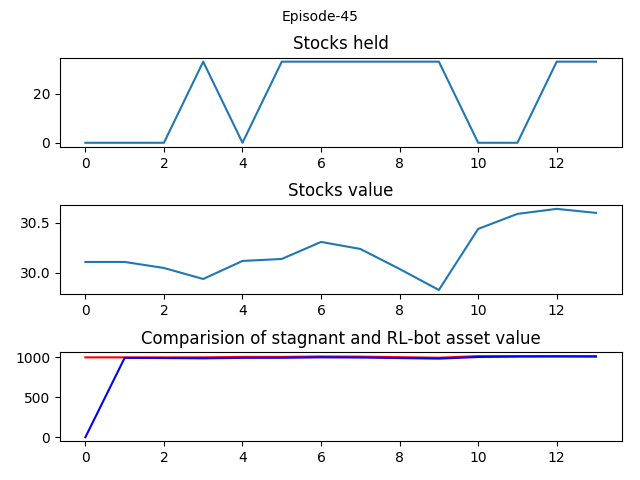 Episode-45
Stocks held
20
0
0 2 4 6 8 10 12
Stocks value
30.5
30.0
0 2 4 6 8 10 12
Comparision of stagnant and RL-bot asset value
1000
500
0
0 2 4 6 8 10 12